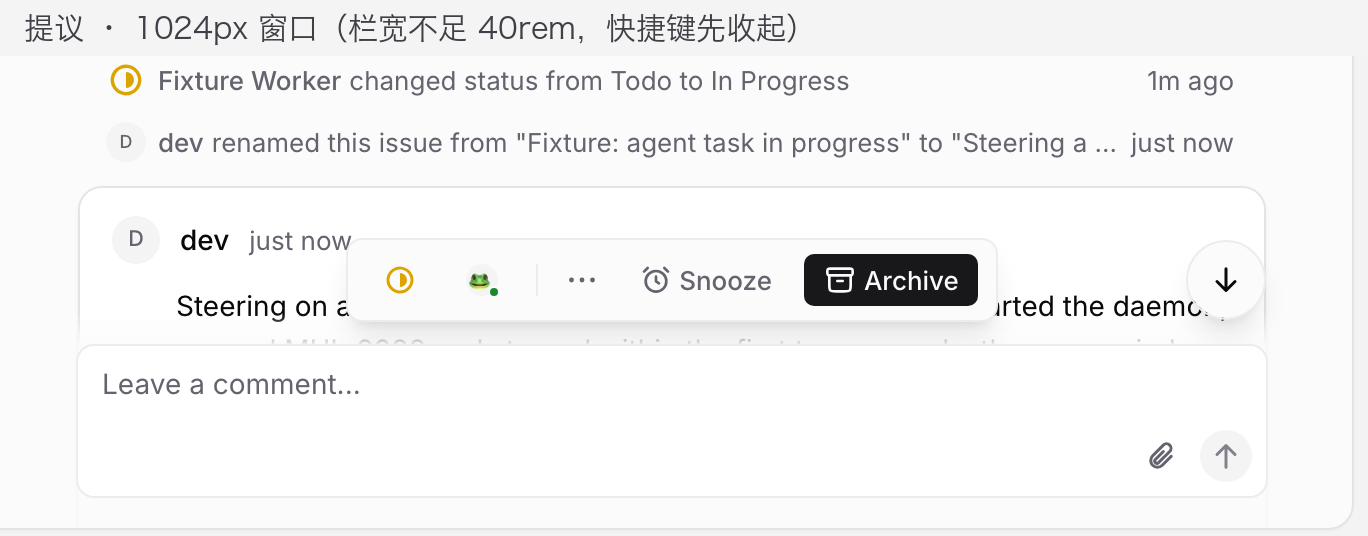 提议 · 1024px 窗口（栏宽不足 40rem，快捷键先收起）
Fixture Worker changed status from Todo to In Progress 1m ago
D dev renamed this issue from "Fixture: agent task in progress" to "Steering a ... just now
D dev just now
Snooze Archive
Steering on a
the
Leave a comment...